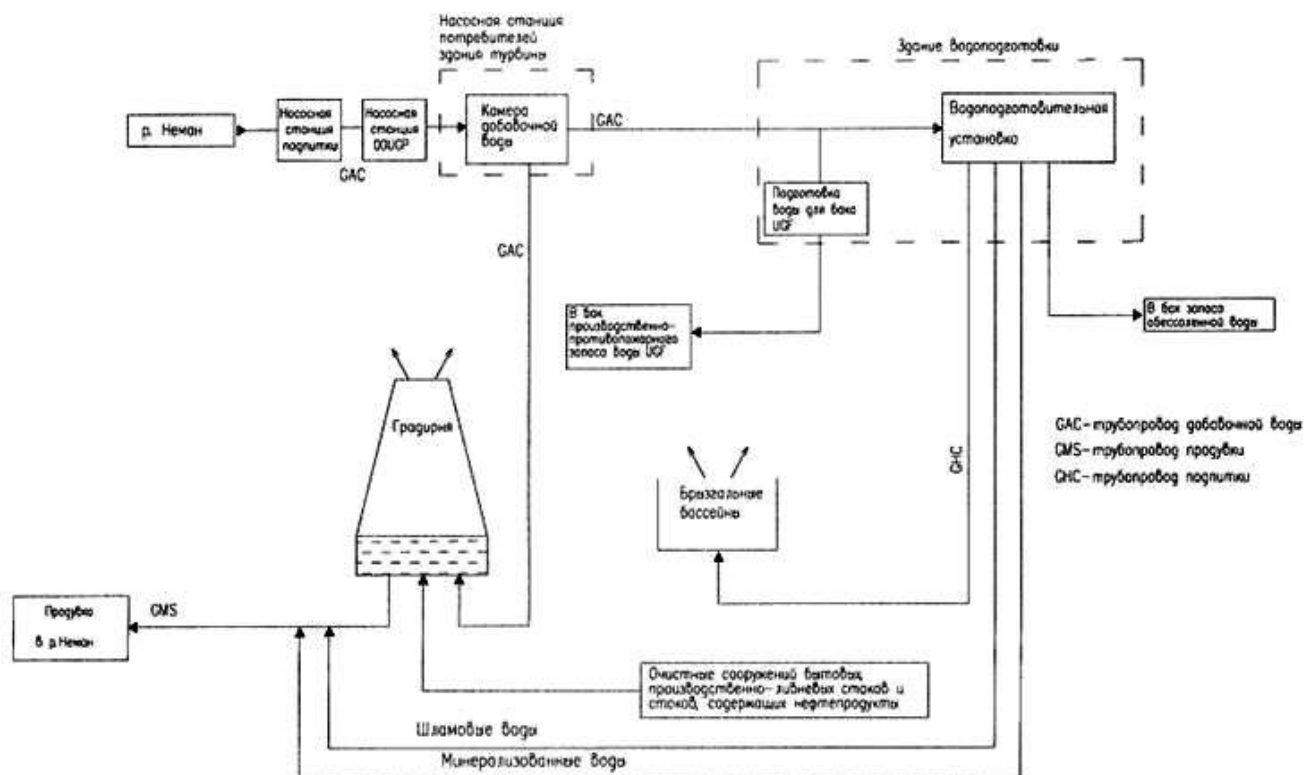 Насосная станция
потребителей
здания турбины
Здание водоподготовки
р. Неман
Насосная
станция
подпитки
Насосная
станция
00UGP
Камера
добавочной
воды
GAC
Водоподготовительная
установка
GAC
Подготовка
воды для бака
UGF
GAC
В бак
производственно-
противопожарного
запаса воды UGF
В бак запаса
обессоленной воды
Градирня
GAC-трубопровод добавочной воды
GMS-трубопровод продувки
GHC-трубопровод подпитки
GHC
Брызгальные
бассейны
Продувка
в р.Неман
GMS
Очистные сооружений бытовых,
производственно-ливневых стоков и
стоков, содержащих нефтепродукты
Шламовые воды
Минерализованные воды